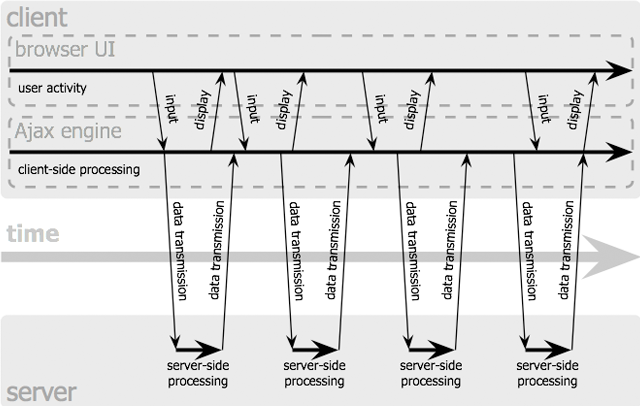 client
browser UI
user activity
input
display
input
display
input
display
input
display
Ajax engine
client-side processing
data transmission
data transmission
data transmission
data transmission
data transmission
data transmission
data transmission
data transmission
time
server-side
processing
server-side
processing
server-side
processing
server-side
processing
server